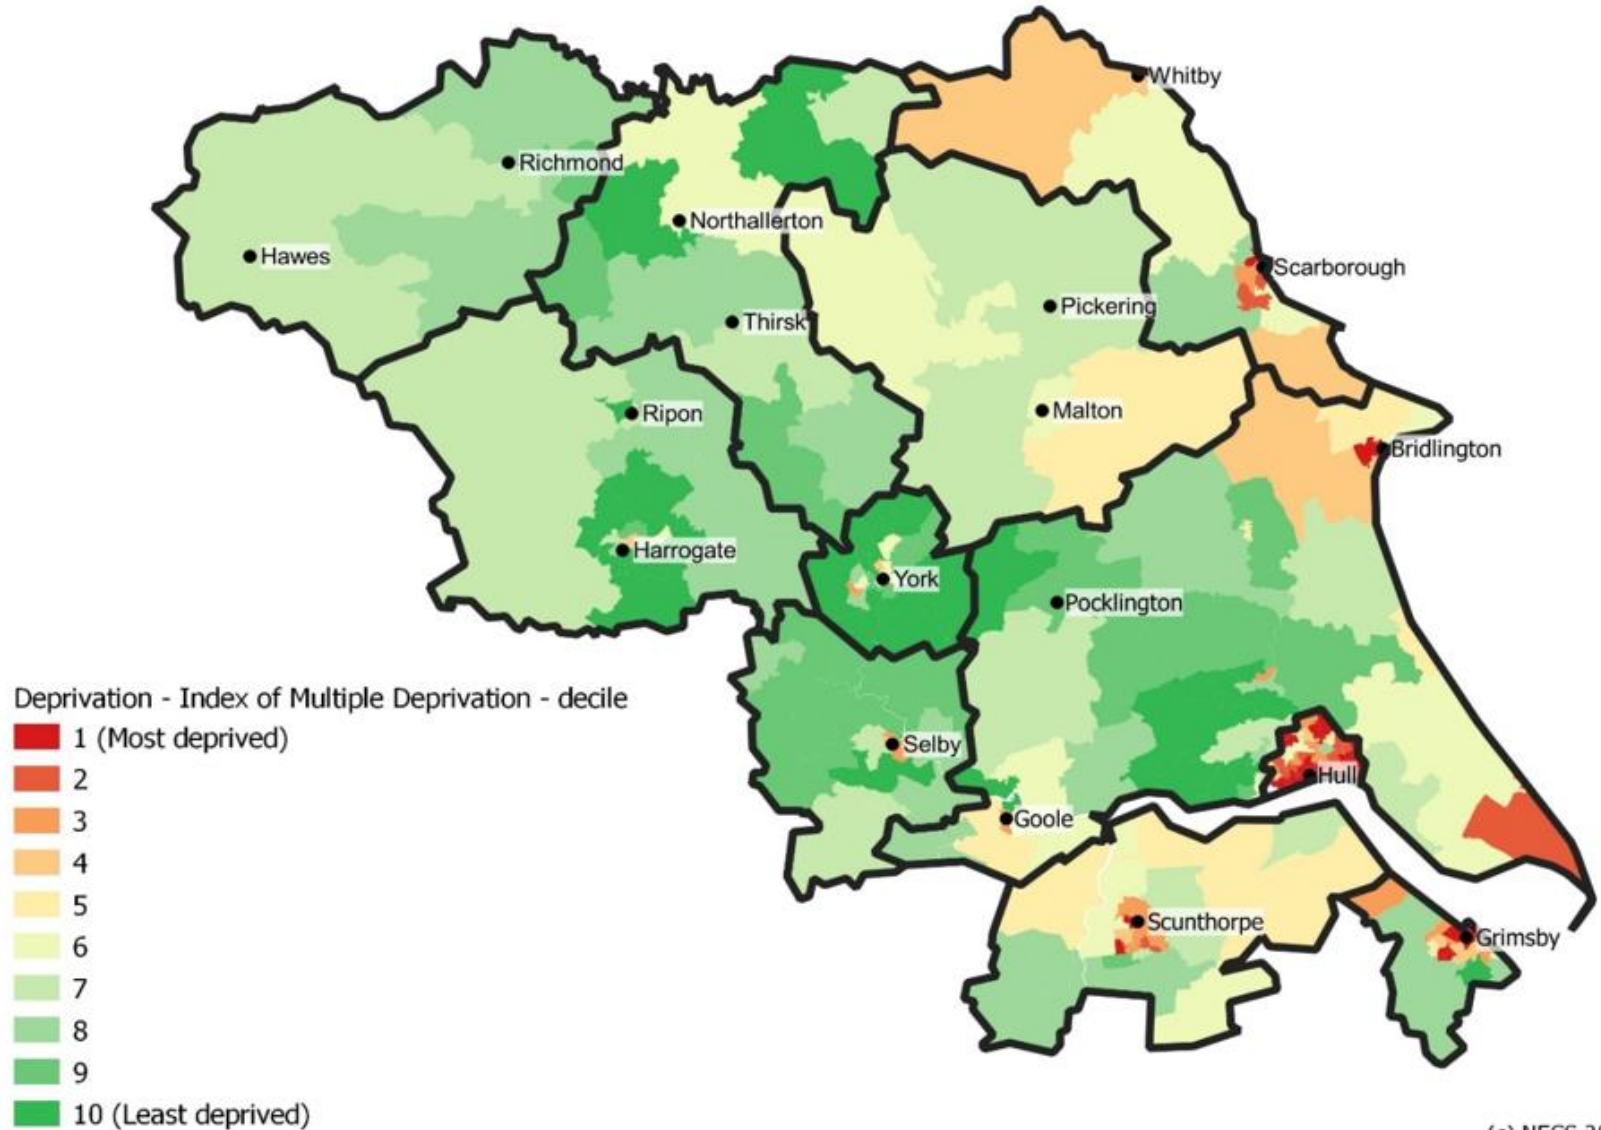 Whitby
Richmond
Northallerton
Hawes
Scarborough
Pickering
Thirsk
Ripon
Malton
Bridlington
Harrogate
York
Pocklington
Deprivation - Index of Multiple Deprivation - decile
1 (Most deprived)
2
3
4
5
6
7
8
9
10 (Least deprived)
Selby
Hull
Goole
Scunthorpe
Grimsby